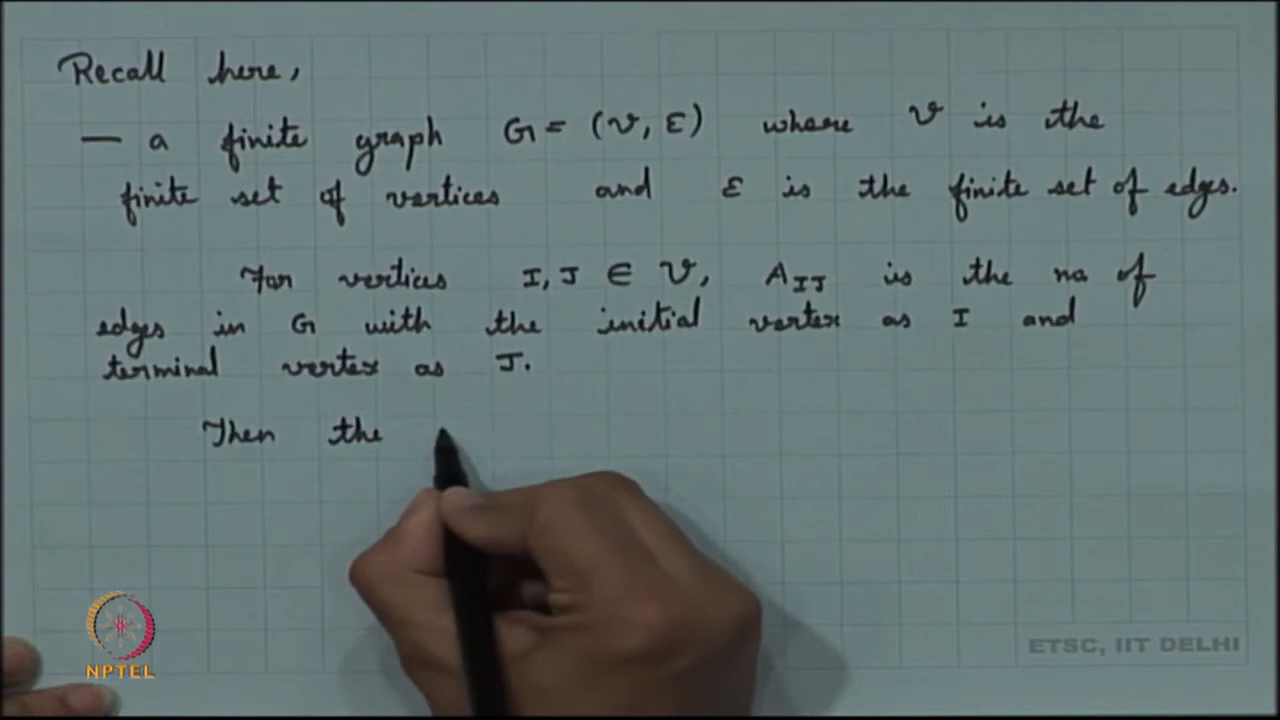 Recall here,
— a finite graph G = (V, E) where V is the
finite set of vertices and E is the finite set of edges.
For vertices I, J ∈ V, A_IJ is the no of
edges in G with the initial vertex as I and
terminal vertex as J.
Then the
NPTEL
ETSC, IIT DELHI